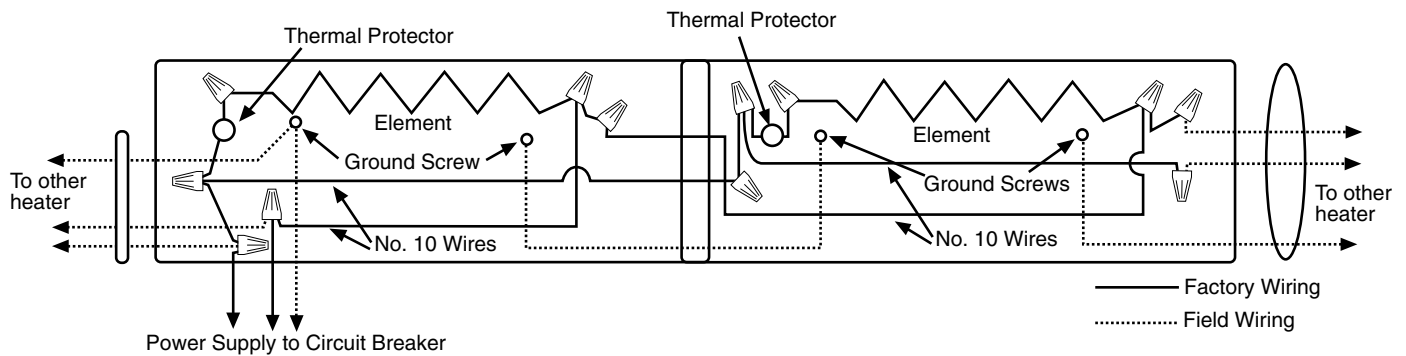 Thermal Protector
Thermal Protector
Element
Element
Ground Screw
Ground Screws
To other
heater
To other
heater
No. 10 Wires
No. 10 Wires
Factory Wiring
Field Wiring
Power Supply to Circuit Breaker